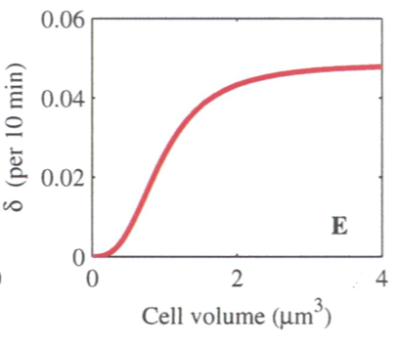 0.06
0.04
0.02
0
δ (per 10 min)
E
0 2 4
Cell volume (μm³)